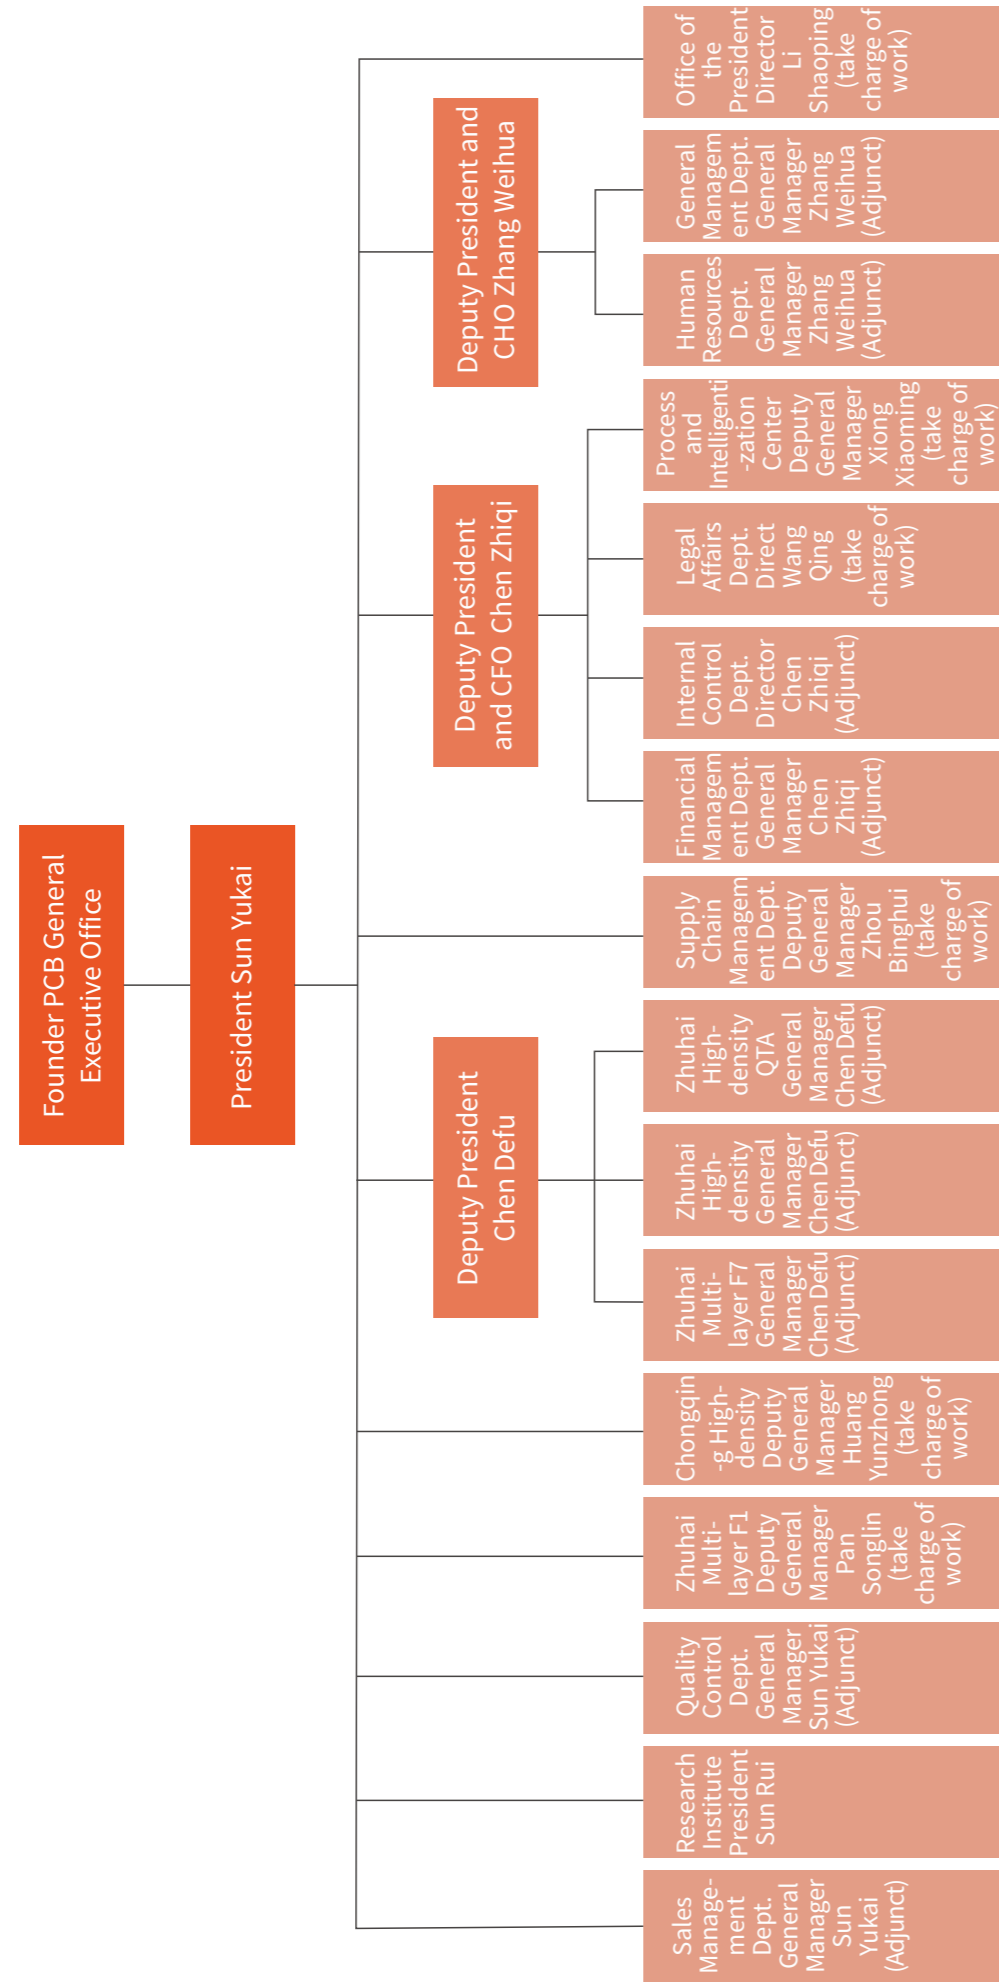 Founder PCB General
Executive Office
President Sun Yukai
Deputy President
Chen Defu
Deputy President
and CFO Chen Zhiqi
Deputy President and
CHO Zhang Weihua
Sales
Manage-
ment
Dept.
General
Manager
Sun
Yukai
(Adjunct)
Research
Institute
President
Sun Rui
Quality
Control
Dept.
General
Manager
Sun Yukai
(Adjunct)
Zhuhai
Multi-
layer F1
Deputy
General
Manager
Pan
Songlin
(take
charge of
work)
Chongqin
-g High-
density
Deputy
General
Manager
Huang
Yunzhong
(take
charge of
work)
Zhuhai
Multi-
layer F7
General
Manager
Chen Defu
(Adjunct)
Zhuhai
High-
density
General
Manager
Chen Defu
(Adjunct)
Zhuhai
High-
density
QTA
General
Manager
Chen Defu
(Adjunct)
Supply
Chain
Managem
ent Dept.
Deputy
General
Manager
Zhou
Binghui
(take
charge of
work)
Financial
Managem
ent Dept.
General
Manager
Chen
Zhiqi
(Adjunct)
Internal
Control
Dept.
Director
Chen
Zhiqi
(Adjunct)
Legal
Affairs
Dept.
Direct
Wang
Qing
(take
charge of
work)
Process
and
Intelligenti
-zation
Center
Deputy
General
Manager
Xiong
Xiaoming
(take
charge of
work)
Human
Resources
Dept.
General
Manager
Zhang
Weihua
(Adjunct)
General
Managem
ent Dept.
General
Manager
Zhang
Weihua
(Adjunct)
Office of
the
President
Director
Li
Shaoping
(take
charge of
work)